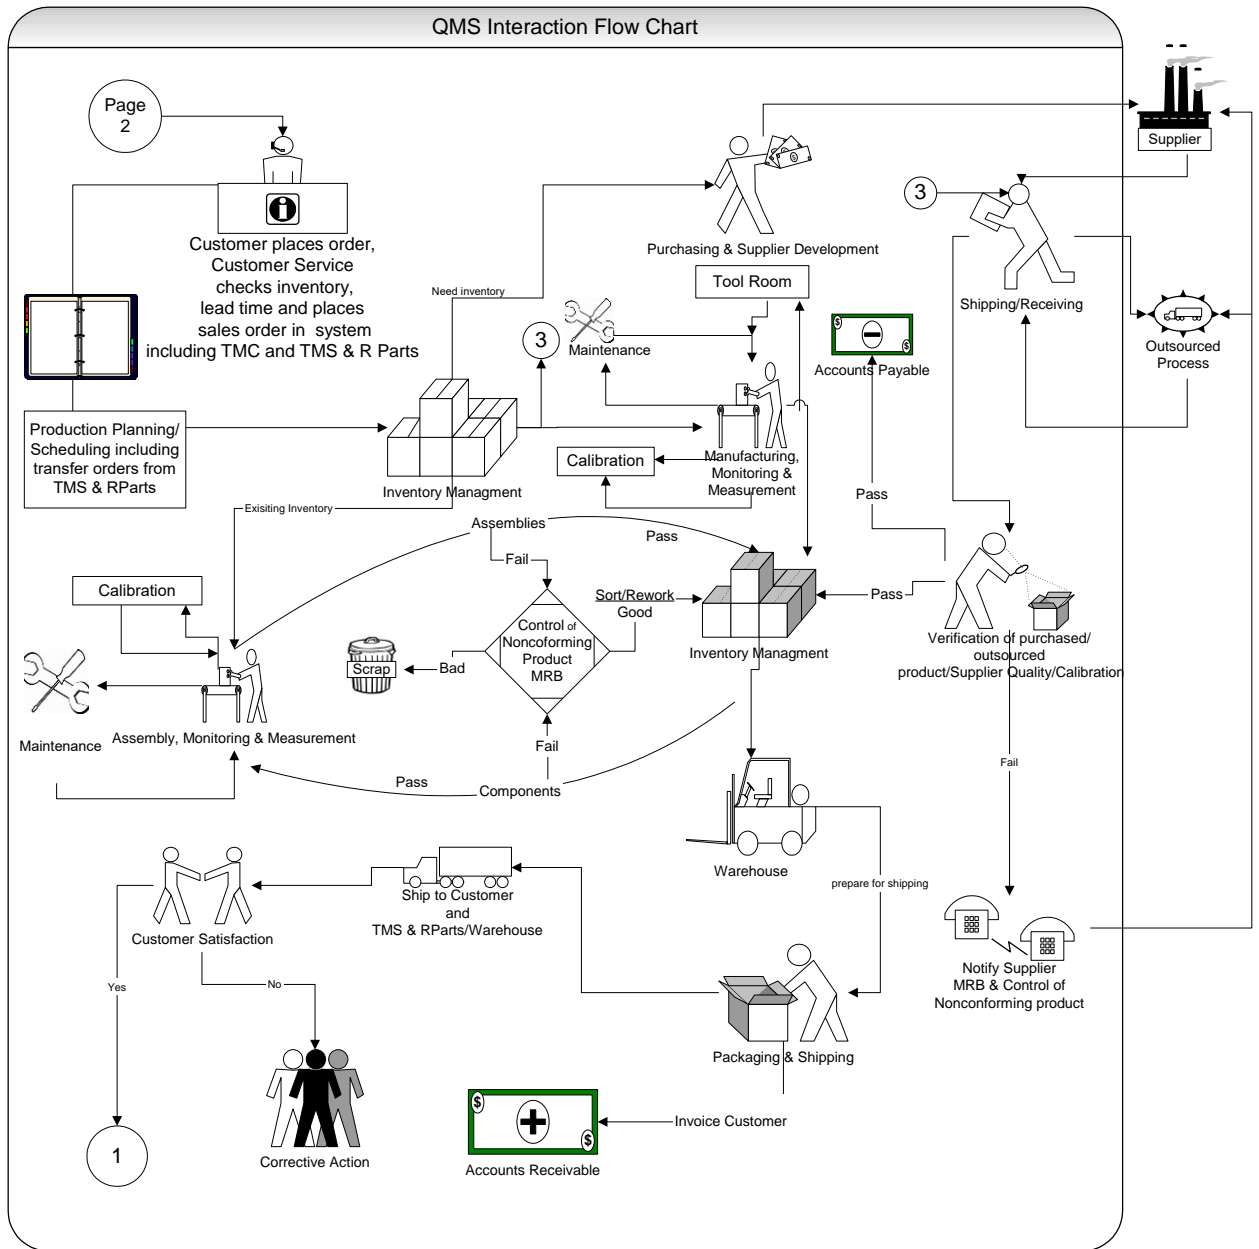 QMS Interaction Flow Chart
Page
2
Supplier
3
Customer places order,
Customer Service
checks inventory,
lead time and places
sales order in system
including TMC and TMS & R Parts
Purchasing & Supplier Development
Tool Room
Need inventory
Shipping/Receiving
3
Maintenance
$
$
Accounts Payable
Outsourced
Process
Production Planning/
Scheduling including
transfer orders from
TMS & RParts
Inventory Managment
Calibration
Manufacturing,
Monitoring &
Measurement
Pass
Exisiting Inventory
Assemblies
Pass
Fail
Calibration
Sort/Rework
Good
Pass
Control of
Noncoforming
Product
MRB
Scrap
Bad
Inventory Managment
Verification of purchased/
outsourced
product/Supplier Quality/Calibration
Maintenance
Assembly, Monitoring & Measurement
Fail
Fail
Pass
Components
Warehouse
prepare for shipping
Ship to Customer
and
TMS & RParts/Warehouse
Customer Satisfaction
Yes
No
Notify Supplier
MRB & Control of
Nonconforming product
Packaging & Shipping
$
$
Invoice Customer
1
Corrective Action
Accounts Receivable